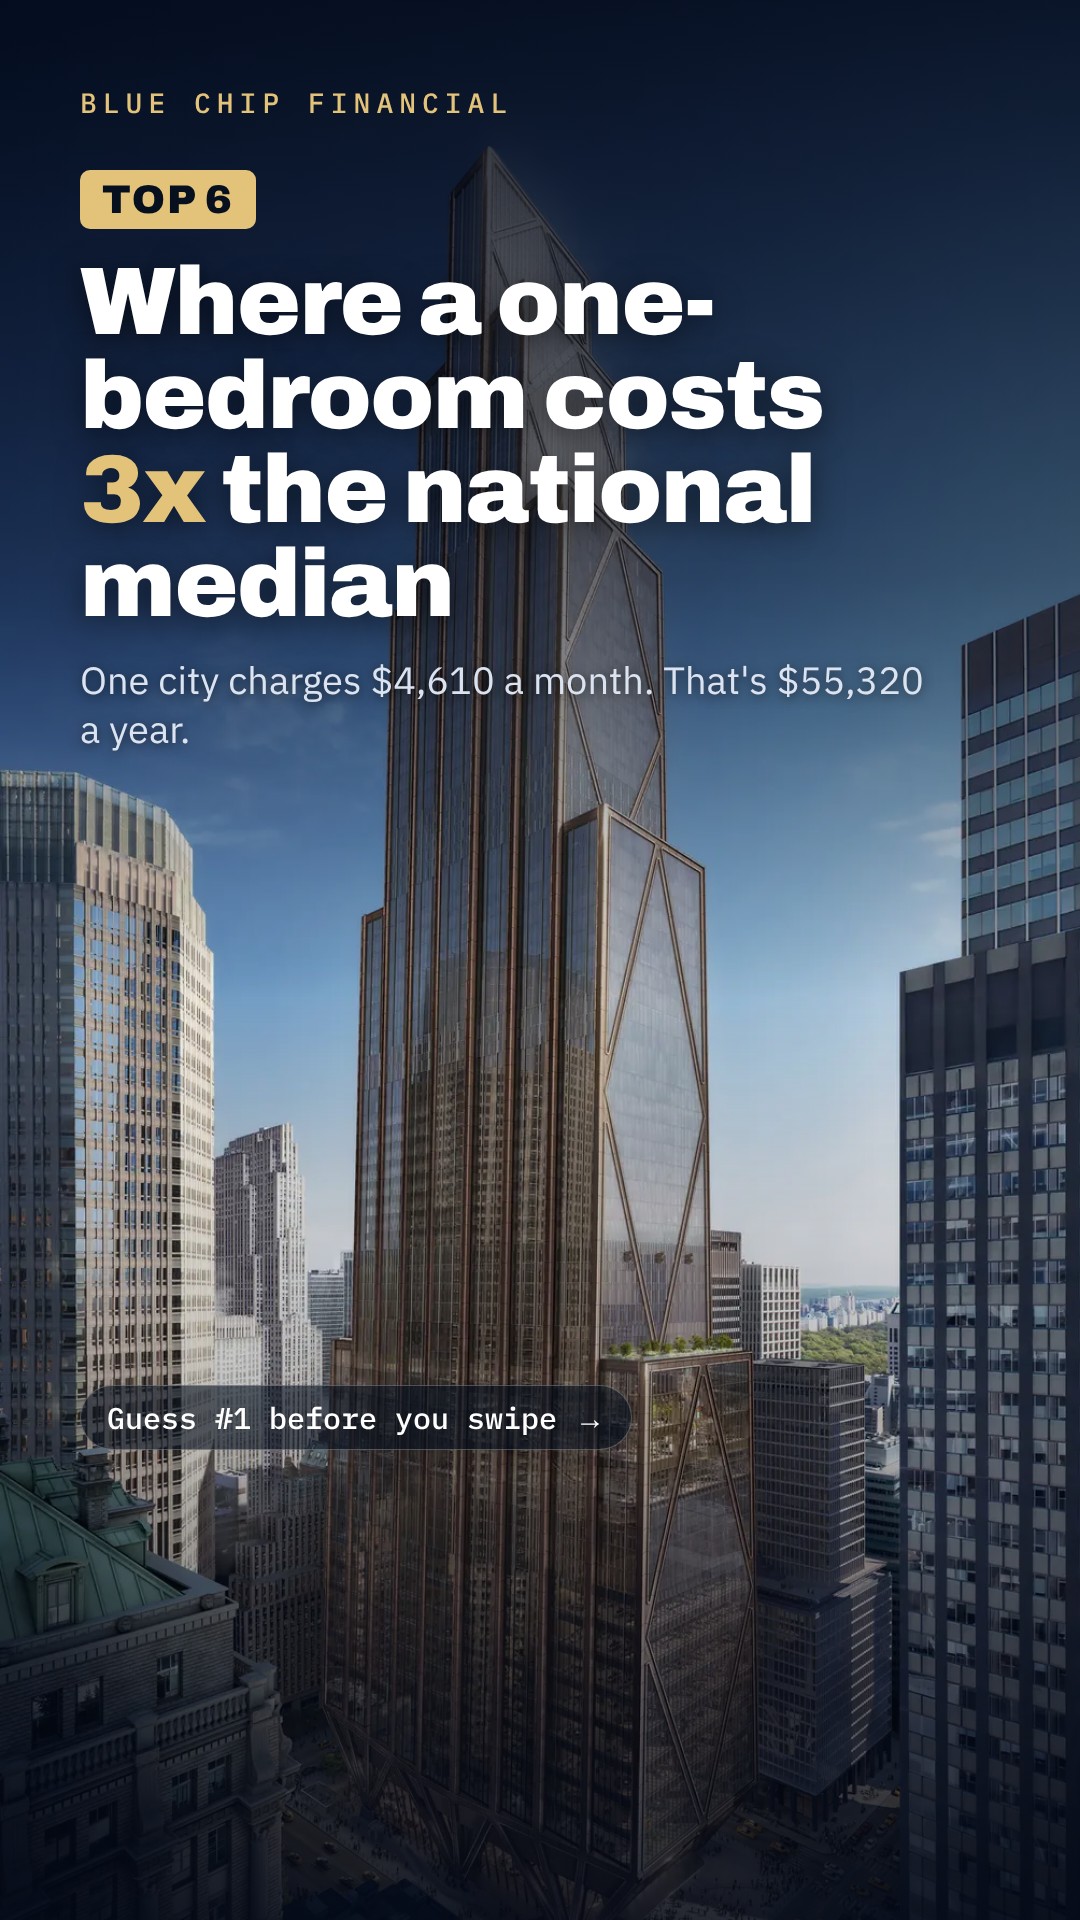 BLUE CHIP FINANCIAL
TOP 6
Where a one-
bedroom costs
3x the national
median
One city charges $4,610 a month. That's $55,320
a year.
Guess #1 before you swipe →